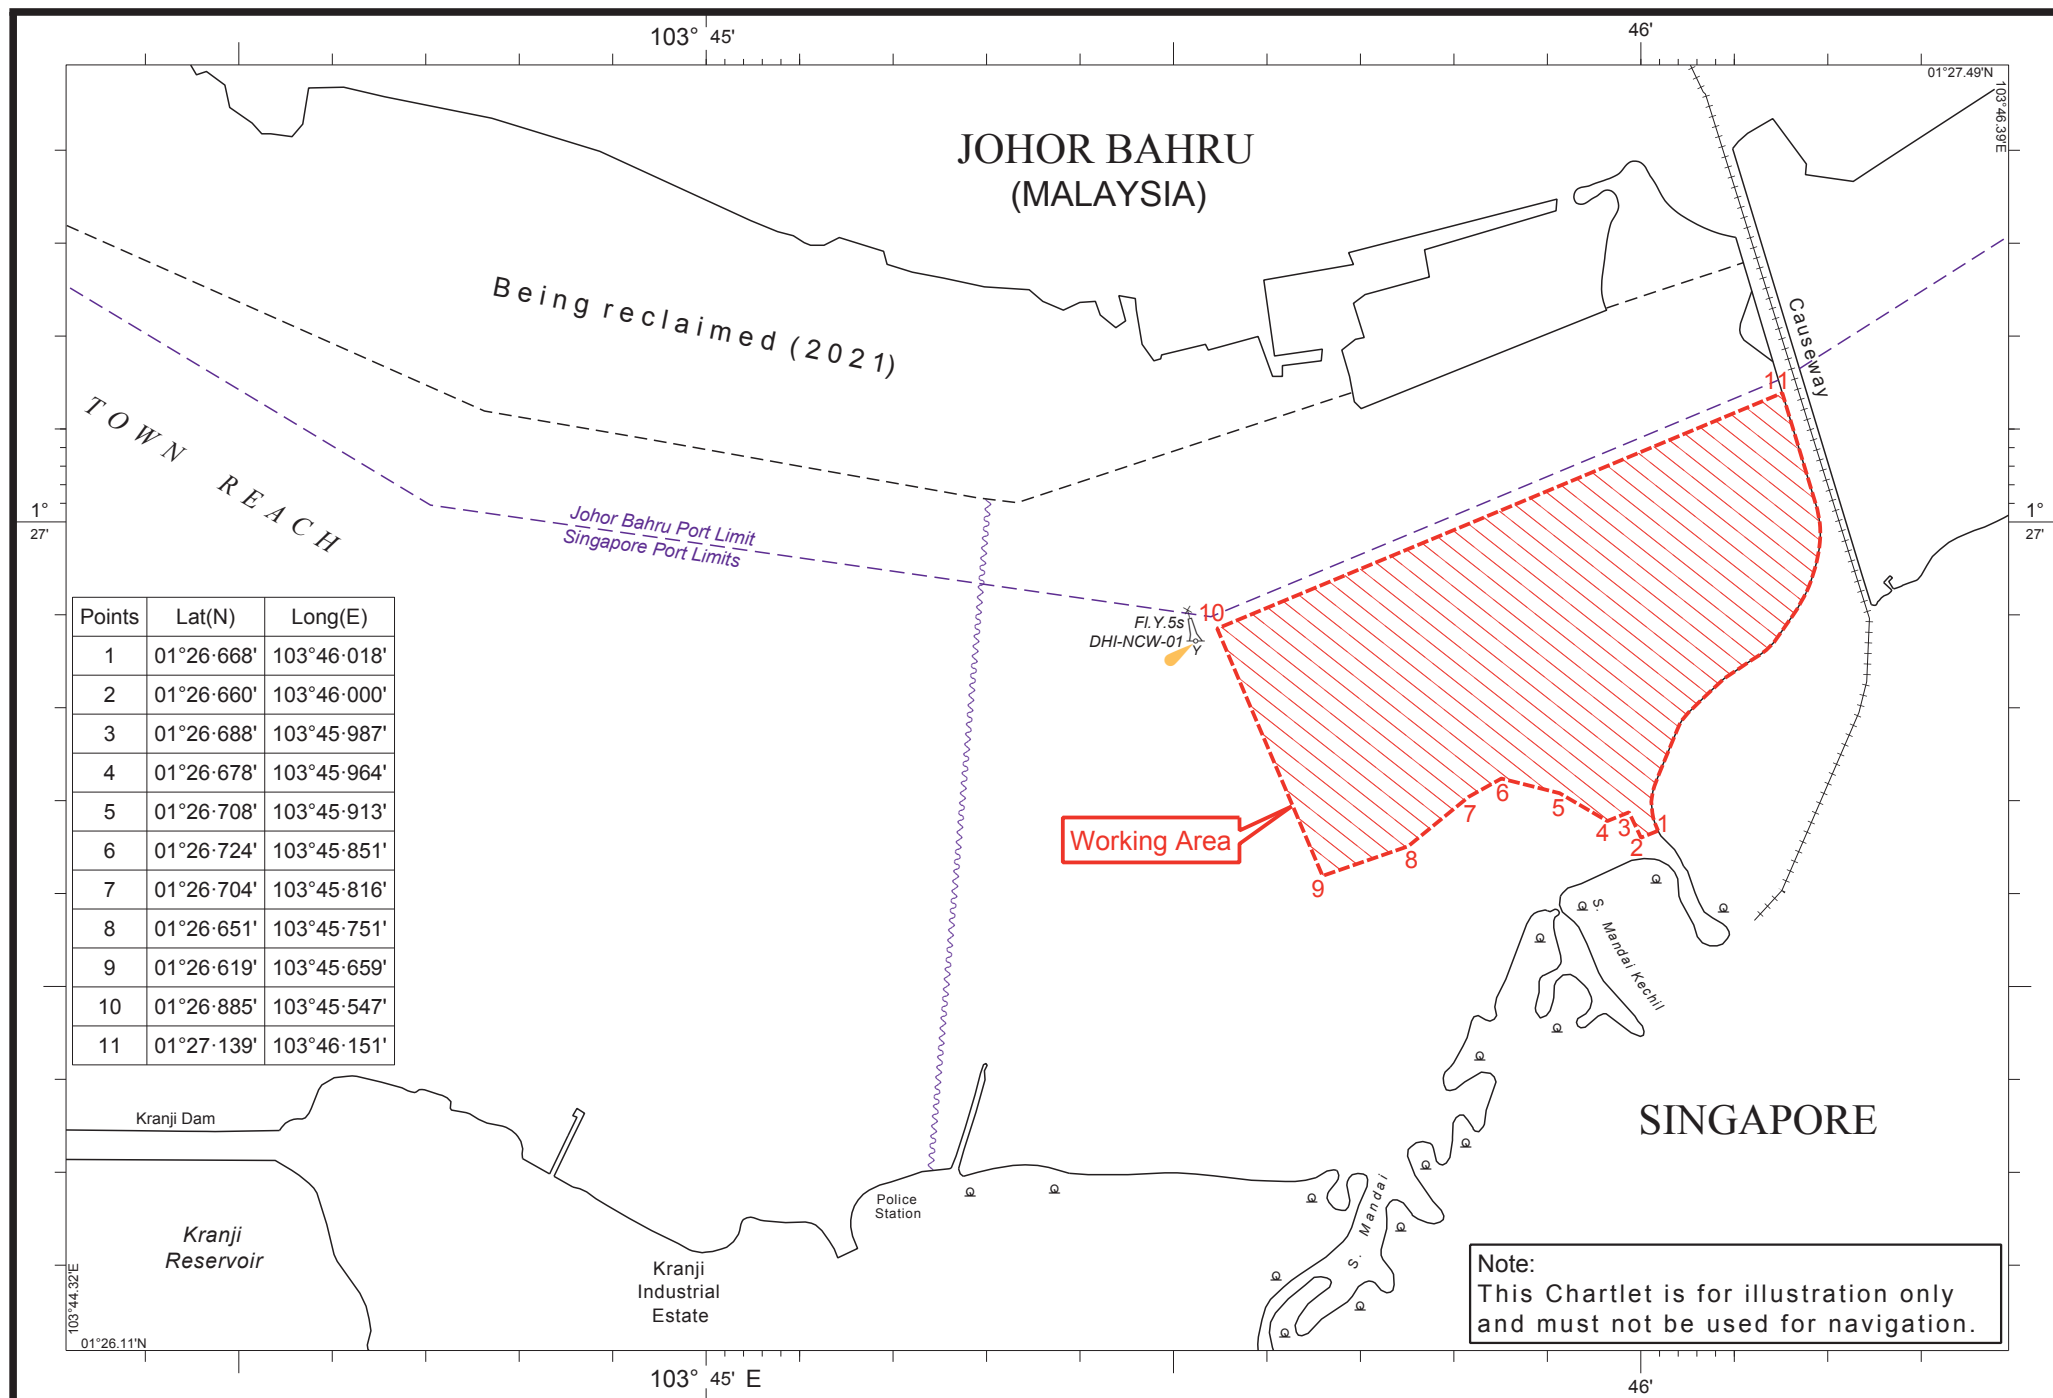 103° 45'
46'
01°27.49'N
103°46.39'E
JOHOR BAHRU
(MALAYSIA)
Being reclaimed (2021)
Causeway
TOWN REACH
1°
27'
1°
27'
Johor Bahru Port Limit
Singapore Port Limits
11
10
Fl.Y.5s
DHI-NCW-01
Y
Points Lat(N) Long(E)
1 01°26·668' 103°46·018'
2 01°26·660' 103°46·000'
3 01°26·688' 103°45·987'
4 01°26·678' 103°45·964'
5 01°26·708' 103°45·913'
6 01°26·724' 103°45·851'
7 01°26·704' 103°45·816'
8 01°26·651' 103°45·751'
9 01°26·619' 103°45·659'
10 01°26·885' 103°45·547'
11 01°27·139' 103°46·151'
Working Area
6
5
7
4
3
1
2
8
9
S. Mandai Kechil
SINGAPORE
Kranji Dam
Kranji
Reservoir
Police
Station
S. Mandai
Kranji
Industrial
Estate
Note:
This Chartlet is for illustration only
and must not be used for navigation.
103°44.32'E
01°26.11'N
103° 45' E
46'